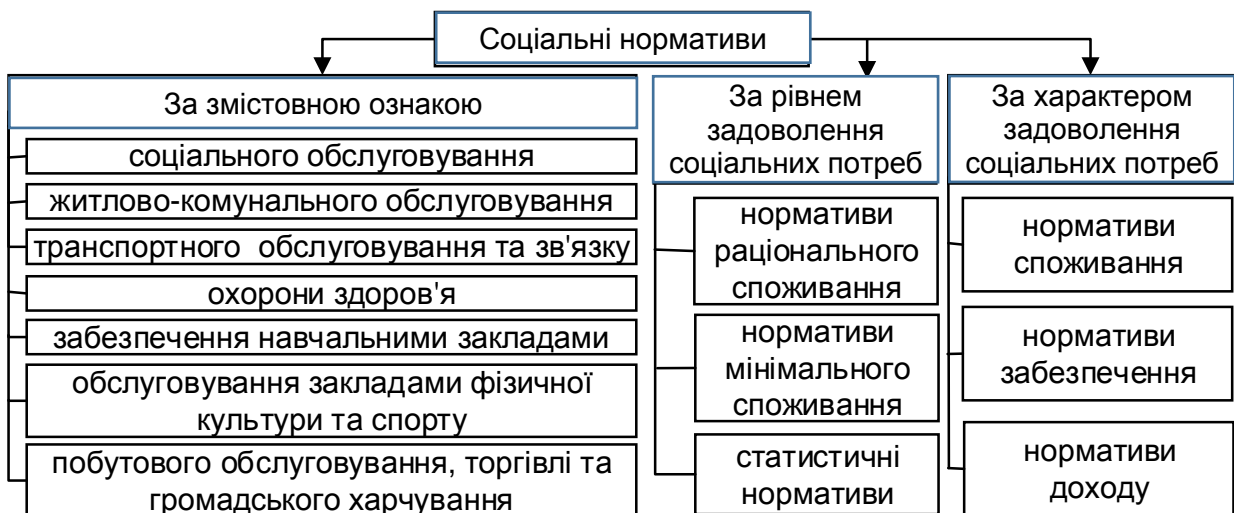 Соціальні нормативи
За змістовною ознакою
соціального обслуговування
житлово-комунального обслуговування
транспортного обслуговування та зв'язку
охорони здоров'я
забезпечення навчальними закладами
обслуговування закладами фізичної
культури та спорту
побутового обслуговування, торгівлі та
громадського харчування
За рівнем
задоволення
соціальних потреб
нормативи
раціонального
споживання
нормативи
мінімального
споживання
статистичні
нормативи
За характером
задоволення
соціальних потреб
нормативи
споживання
нормативи
забезпечення
нормативи
доходу